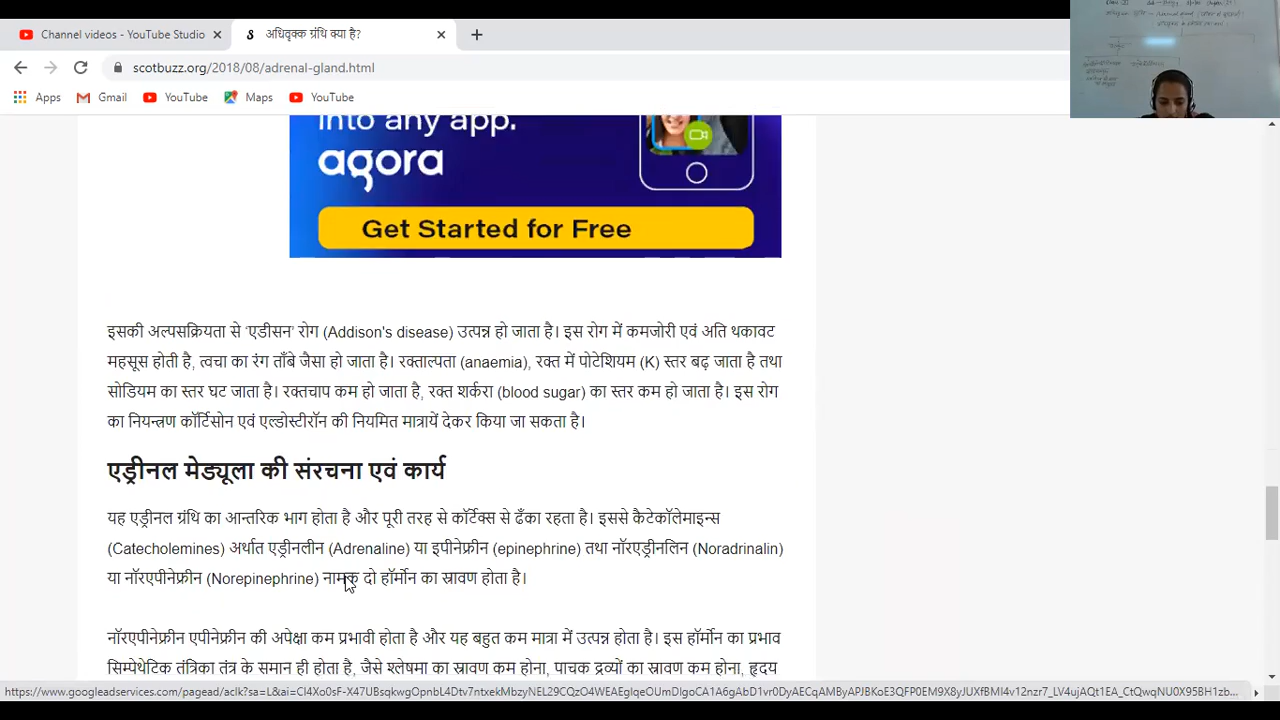 Channel videos - YouTube Studio
अधिवृक्क ग्रंथि क्या है?
scotbuzz.org/2018/08/adrenal-gland.html
Apps Gmail YouTube Maps YouTube
into any app.
agora
Get Started for Free
इसकी अल्पसक्रियता से 'एडीसन' रोग (Addison's disease) उत्पन्न हो जाता है। इस रोग में कमजोरी एवं अति थकावट
महसूस होती है, त्वचा का रंग ताँबे जैसा हो जाता है। रक्ताल्पता (anaemia), रक्त में पोटेशियम (K) स्तर बढ़ जाता है तथा
सोडियम का स्तर घट जाता है। रक्तचाप कम हो जाता है, रक्त शर्करा (blood sugar) का स्तर कम हो जाता है। इस रोग
का नियन्त्रण कॉर्टिसोन एवं एल्डोस्टीरॉन की नियमित मात्रायें देकर किया जा सकता है।
एड्रीनल मेड्यूला की संरचना एवं कार्य
यह एड्रीनल ग्रंथि का आन्तरिक भाग होता है और पूरी तरह से कॉर्टेक्स से ढँका रहता है। इससे कैटेकॉलेमाइन्स
(Catecholemines) अर्थात एड्रीनलीन (Adrenaline) या इपीनेफ्रीन (epinephrine) तथा नॉरएड्रीनलिन (Noradrinalin)
या नॉरएपीनेफ्रीन (Norepinephrine) नामक दो हॉर्मोन का स्रावण होता है।
नॉरएपीनेफ्रीन एपीनेफ्रीन की अपेक्षा कम प्रभावी होता है और यह बहुत कम मात्रा में उत्पन्न होता है। इस हॉर्मोन का प्रभाव
सिम्पेथेटिक तंत्रिका तंत्र के समान ही होता है, जैसे श्लेषमा का स्रावण कम होना, पाचक द्रव्यों का स्रावण कम होना, हृदय